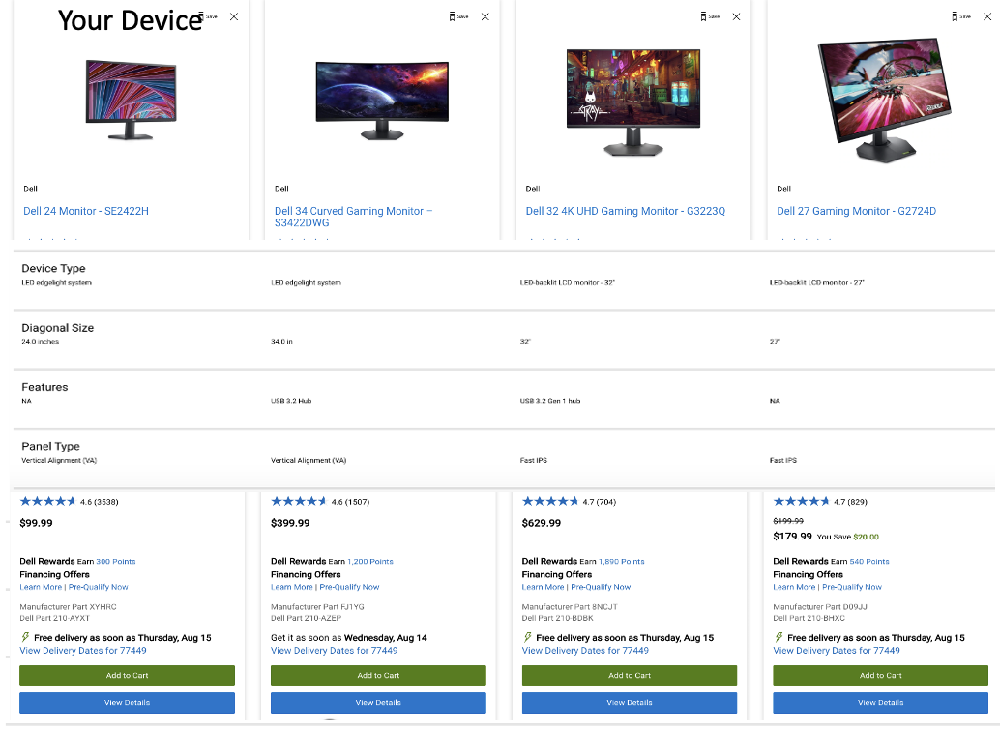 Your Device
Save
Save
Save
Save
STRAY
Dell
Dell
Dell
Dell
Dell 24 Monitor - SE2422H
Dell 34 Curved Gaming Monitor –
S3422DWG
Dell 32 4K UHD Gaming Monitor - G3223Q
Dell 27 Gaming Monitor - G2724D
Device Type
LED edgelight system
LED edgelight system
LED-backlit LCD monitor - 32"
LED-backlit LCD monitor - 27"
Diagonal Size
24.0 inches
34.0 in
32"
27"
Features
NA
USB 3.2 Hub
USB 3.2 Gen 1 hub
NA
Panel Type
Vertical Alignment (VA)
Vertical Alignment (VA)
Fast IPS
Fast IPS
4.6 (3538)
$99.99
Dell Rewards Earn 300 Points
Financing Offers
Learn More | Pre-Qualify Now
Manufacturer Part XYHRC
Dell Part 210-AYXT
Free delivery as soon as Thursday, Aug 15
View Delivery Dates for 77449
Add to Cart
View Details
4.6 (1507)
$399.99
Dell Rewards Earn 1,200 Points
Financing Offers
Learn More | Pre-Qualify Now
Manufacturer Part FJ1YG
Dell Part 210-AZEP
Get it as soon as Wednesday, Aug 14
View Delivery Dates for 77449
Add to Cart
View Details
4.7 (704)
$629.99
Dell Rewards Earn 1,890 Points
Financing Offers
Learn More | Pre-Qualify Now
Manufacturer Part 8NCJT
Dell Part 210-BDBK
Free delivery as soon as Thursday, Aug 15
View Delivery Dates for 77449
Add to Cart
View Details
4.7 (829)
$199.99
$179.99 You Save $20.00
Dell Rewards Earn 540 Points
Financing Offers
Learn More | Pre-Qualify Now
Manufacturer Part D09JJ
Dell Part 210-BHXC
Free delivery as soon as Thursday, Aug 15
View Delivery Dates for 77449
Add to Cart
View Details